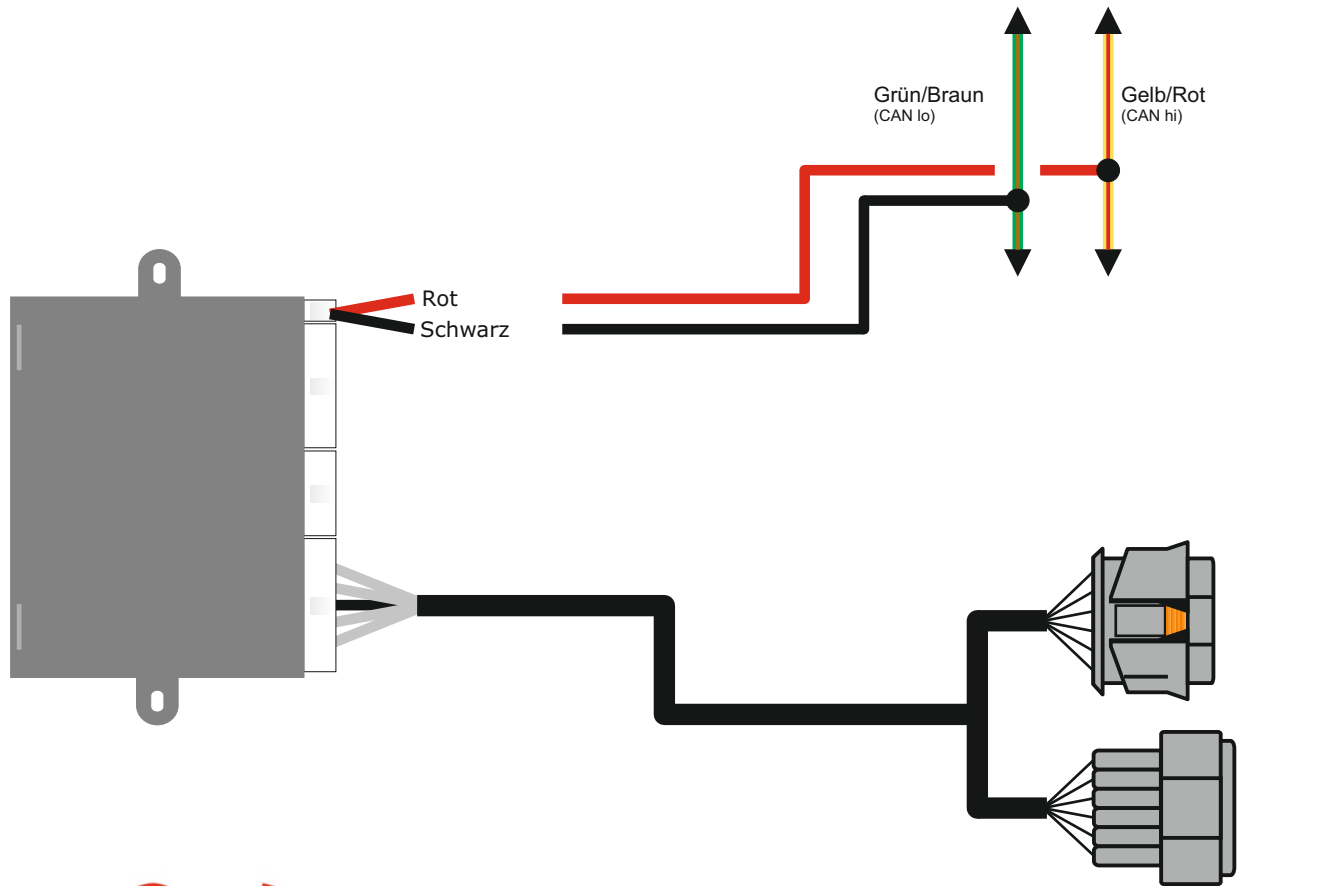 Grün/Braun
(CAN lo)
Gelb/Rot
(CAN hi)
Rot
Schwarz